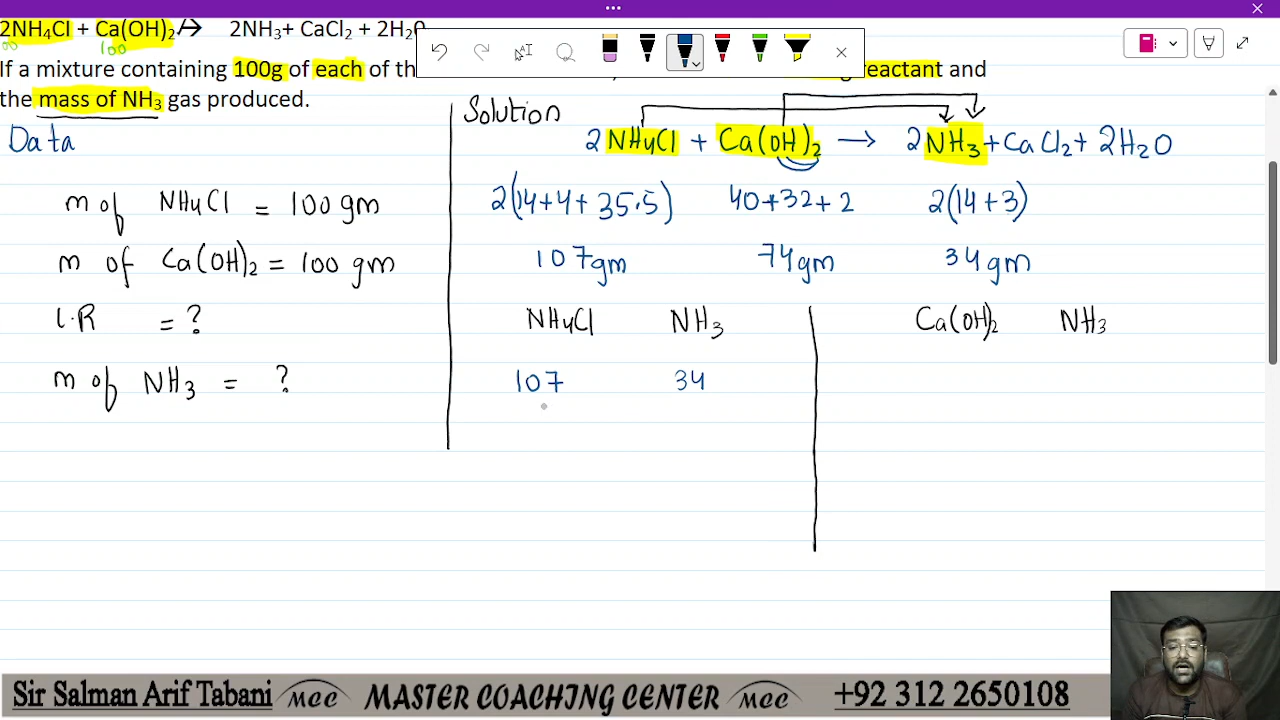 2NH₄Cl + Ca(OH)₂→ 2NH₃+ CaCl₂ + 2H₂O
100
If a mixture containing 100g of each of th
reactant and
the mass of NH₃ gas produced.
Solution
2NH4Cl + Ca(OH)₂ → 2NH₃+CaCl₂+2H₂O
Data
m of NH4Cl = 100 gm
2(14+4+35.5) 40+32+2 2(14+3)
m of Ca(OH)₂ = 100 gm
107gm 74gm 34gm
L.R = ?
NH4Cl NH₃ Ca(OH)₂ NH₃
m of NH₃ = ?
107 34
Sir Salman Arif Tabani MCC MASTER COACHING CENTER MCC +92 312 2650108